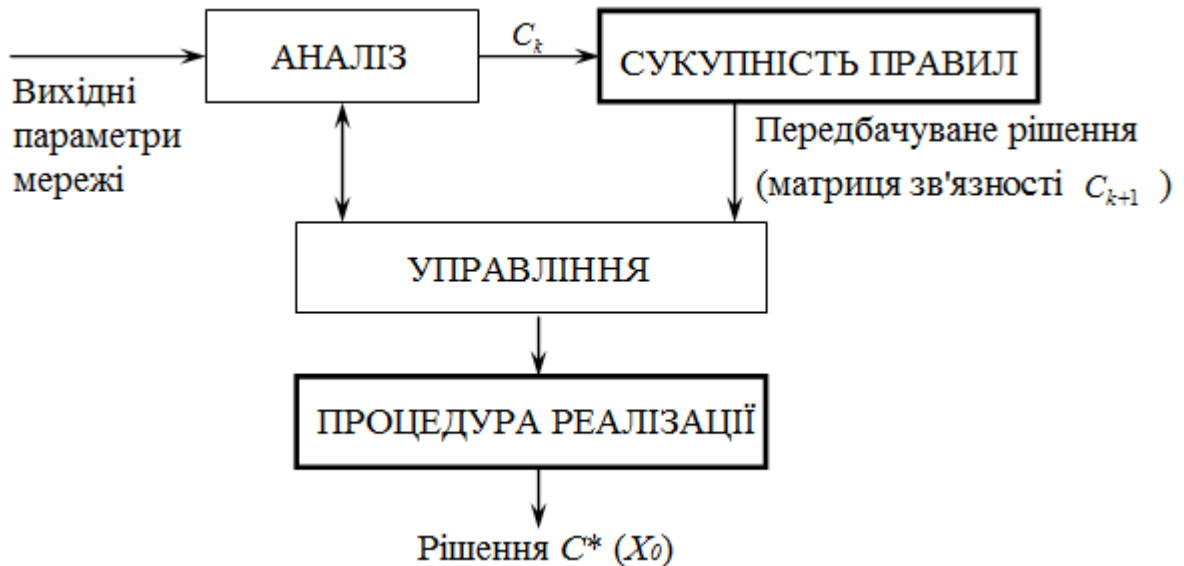 АНАЛІЗ
C_k
СУКУПНІСТЬ ПРАВИЛ
Вихідні
параметри
мережі
Передбачуване рішення
(матриця зв'язності C_{k+1} )
УПРАВЛІННЯ
ПРОЦЕДУРА РЕАЛІЗАЦІЇ
Рішення C* (X0)